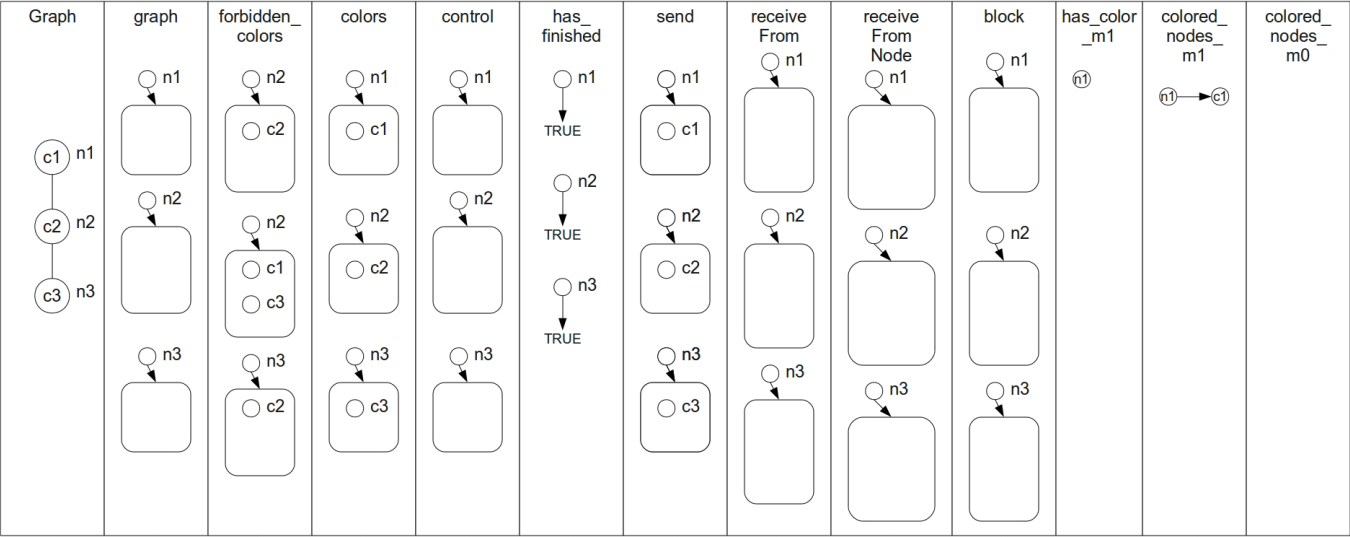 Graph
graph
forbidden_
colors
colors
control
has_
finished
send
receive
From
receive
From
Node
block
has_color
_m1
colored_
nodes_
m1
colored_
nodes_
m0
c1 n1
c2 n2
c3 n3
n1
n2
n3
n2
c2
n2
c1
c3
n3
c2
n1
c1
n2
c2
n3
c3
n1
n2
n3
n1
TRUE
n2
TRUE
n3
TRUE
n1
c1
n2
c2
n3
c3
n1
n2
n3
n1
n2
n3
n1
n2
n3
n1
n1 c1